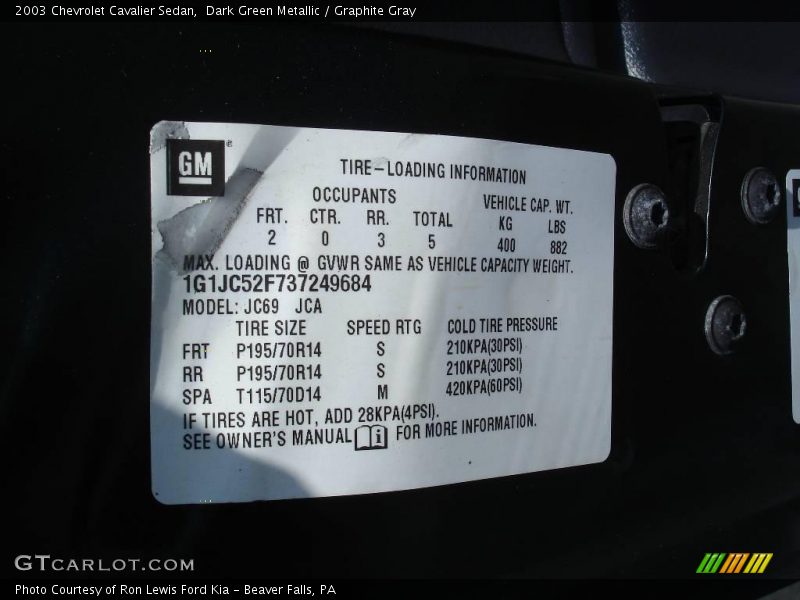 2003 Chevrolet Cavalier Sedan,  Dark Green Metallic / Graphite Gray
GM®
TIRE-LOADING INFORMATION
OCCUPANTS VEHICLE CAP. WT.
FRT. CTR. RR. TOTAL KG LBS
2 0 3 5 400 882
MAX. LOADING @ GVWR SAME AS VEHICLE CAPACITY WEIGHT.
1G1JC52F737249684
MODEL: JC69 JCA
TIRE SIZE SPEED RTG COLD TIRE PRESSURE
FRT P195/70R14 S 210KPA(30PSI)
RR P195/70R14 S 210KPA(30PSI)
SPA T115/70D14 M 420KPA(60PSI)
IF TIRES ARE HOT, ADD 28KPA(4PSI).
SEE OWNER'S MANUAL i FOR MORE INFORMATION.
GTCARLOT.COM
Photo Courtesy of Ron Lewis Ford Kia - Beaver Falls, PA